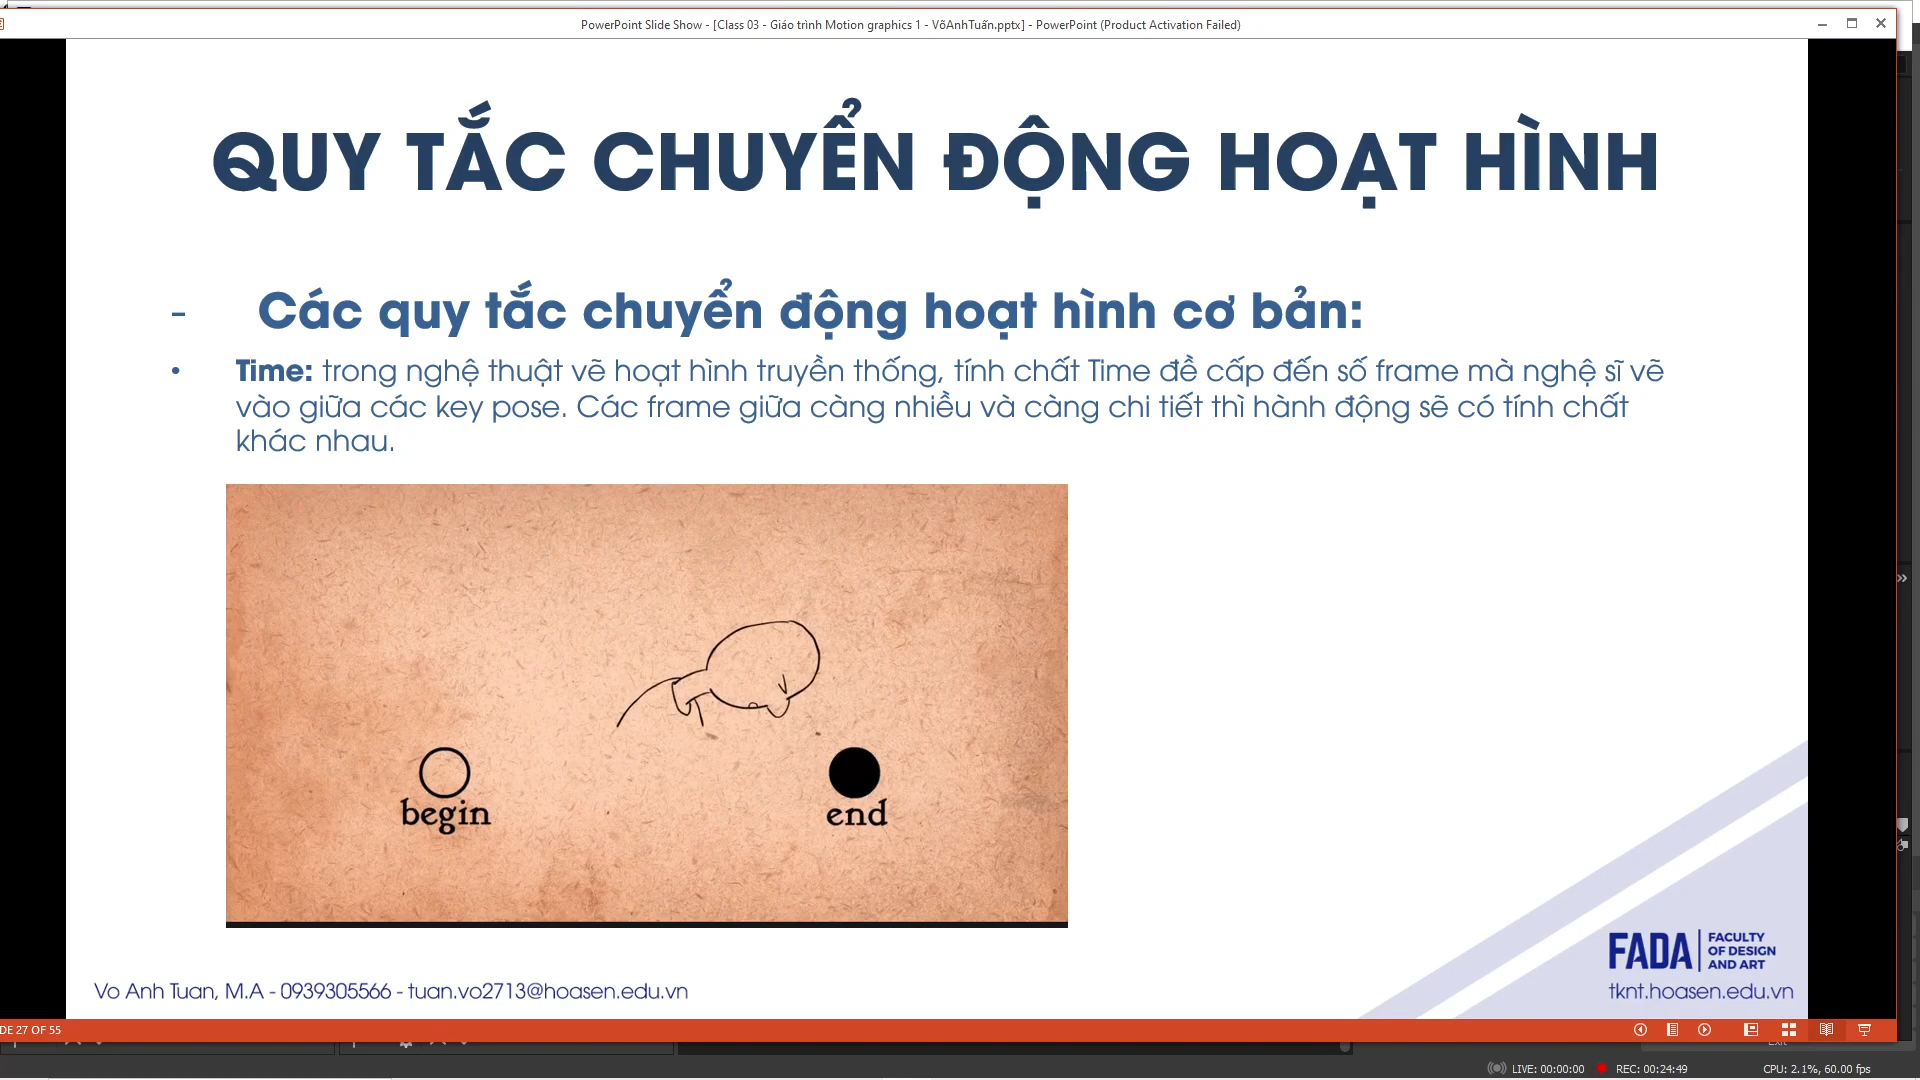 PowerPoint Slide Show - [Class 03 - Giáo trình Motion graphics 1 - VõAnhTuấn.pptx] - PowerPoint (Product Activation Failed)
QUY TẮC CHUYỂN ĐỘNG HOẠT HÌNH
- Các quy tắc chuyển động hoạt hình cơ bản:
• Time: trong nghệ thuật vẽ hoạt hình truyền thống, tính chất Time đề cấp đến số frame mà nghệ sĩ vẽ
vào giữa các key pose. Các frame giữa càng nhiều và càng chi tiết thì hành động sẽ có tính chất
khác nhau.
begin
end
FADA
FACULTY
OF DESIGN
AND ART
Vo Anh Tuan, M.A - 0939305566 - tuan.vo2713@hoasen.edu.vn
tknt.hoasen.edu.vn
DE 27 OF 55
LIVE: 00:00:00
REC: 00:24:49
CPU: 2.1%, 60.00 fps